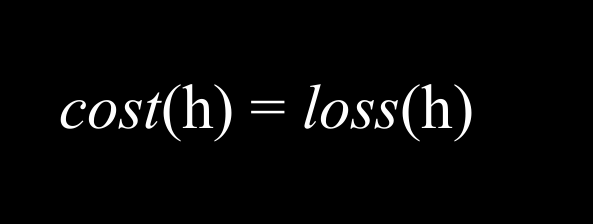 cost(h) = loss(h)